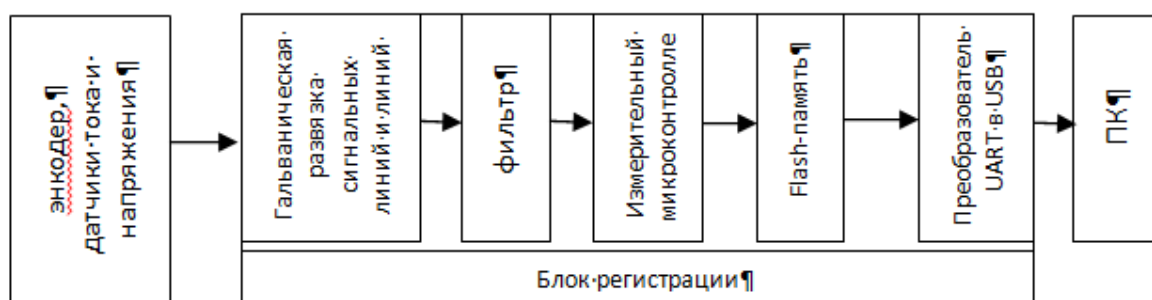 энкодер,¶
датчики·тока·и·
напряжения¶
Гальваническая·
развязка·
сигнальных·
линий·и·линий·
фильтр¶
Измерительный·
микроконтролле
Flash-память¶
Преобразователь·
UART·в·USB¶
ПК¶
Блок·регистрации¶